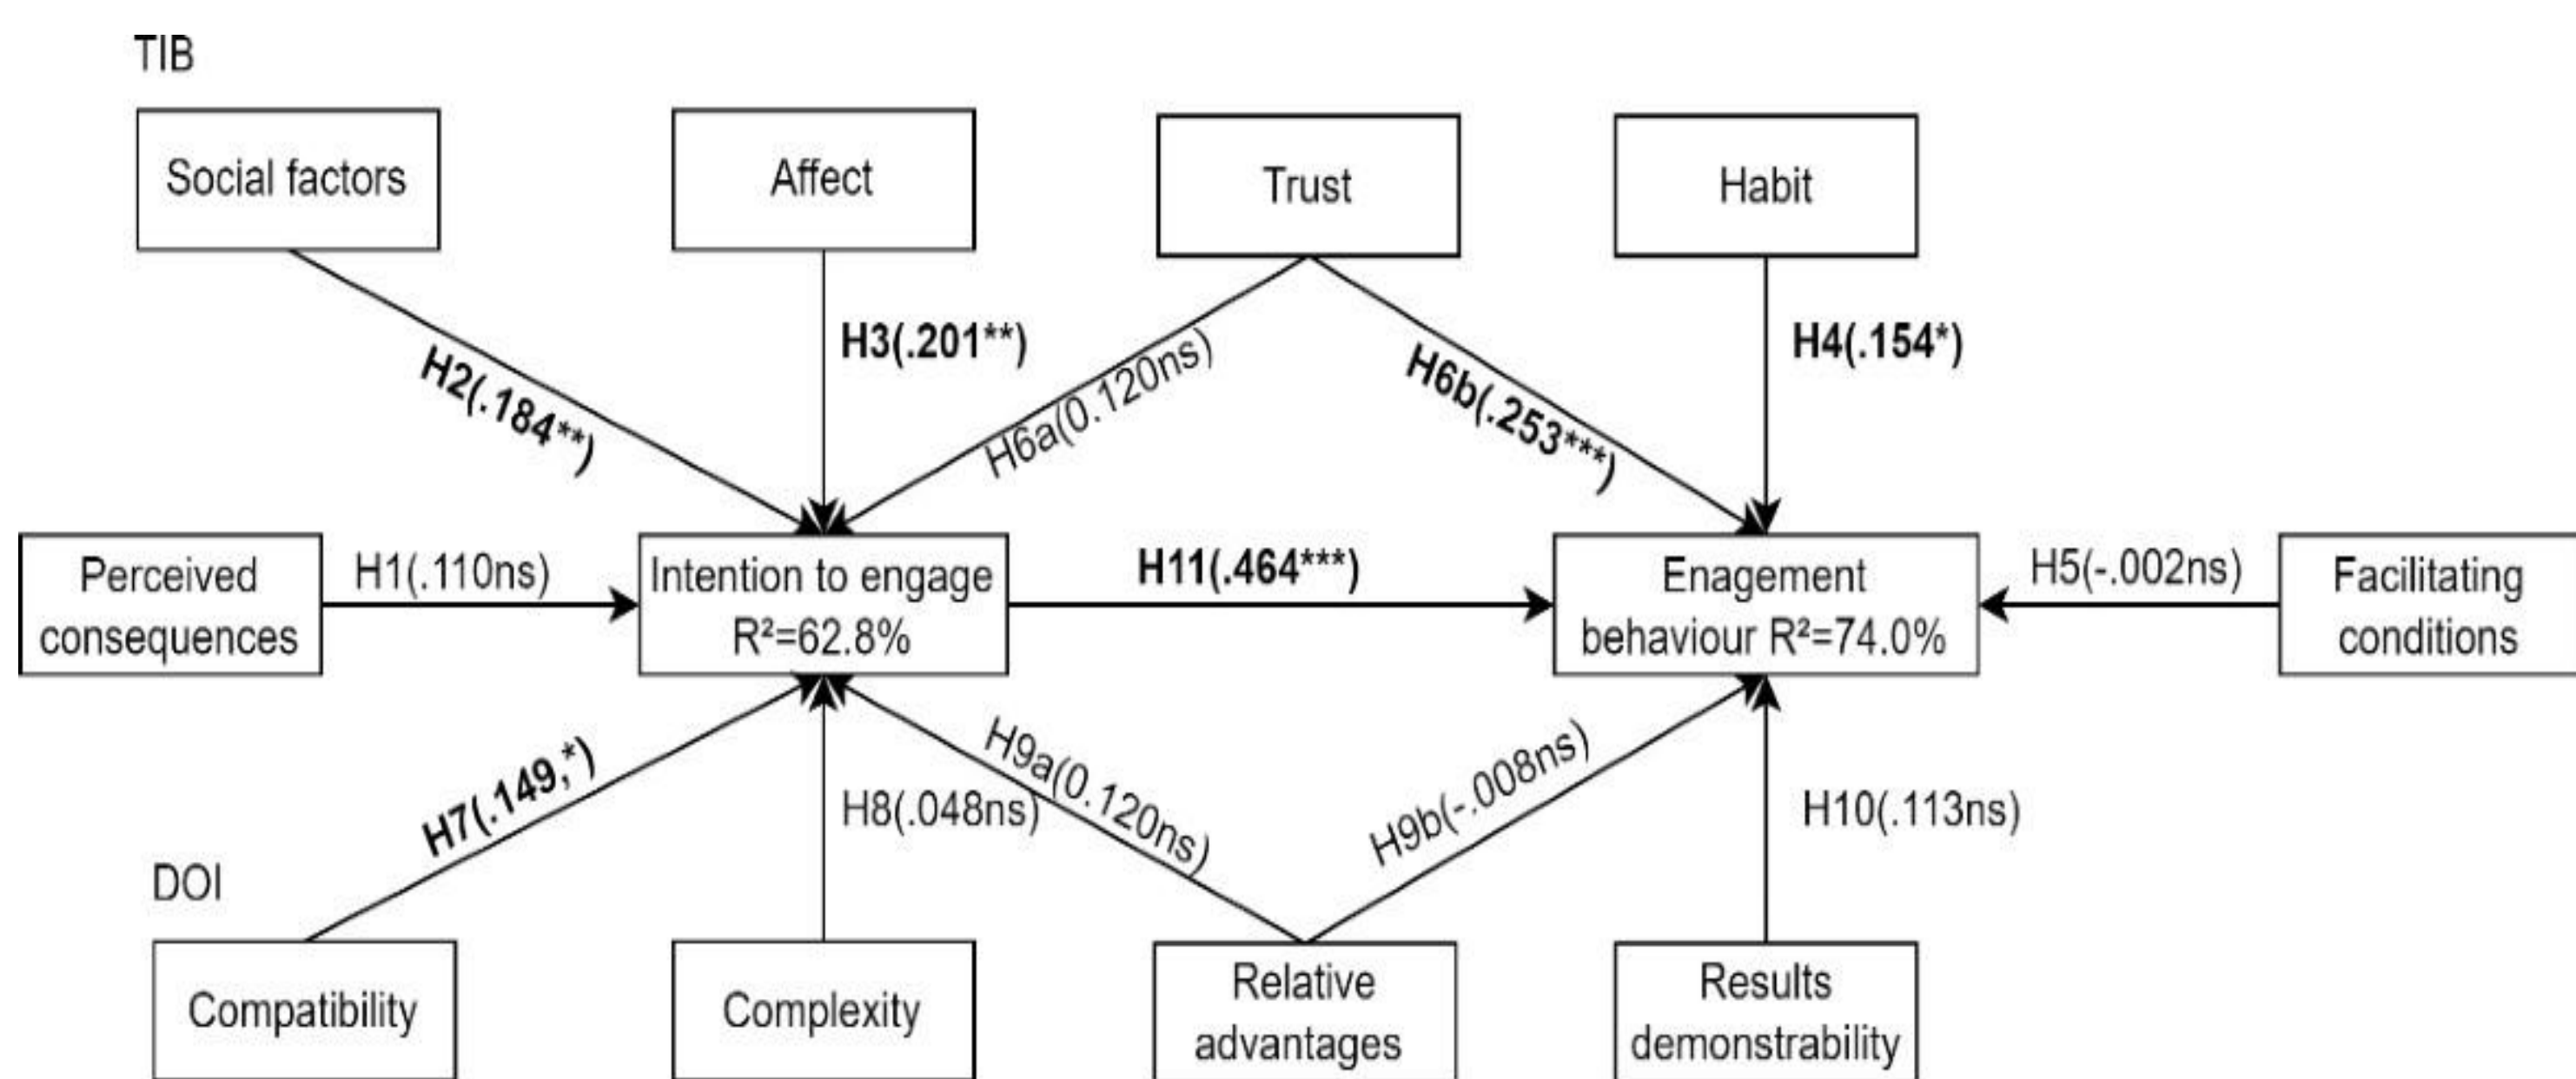 TIB
Social factors
Affect
Trust
Habit
H2(.184**)
H3(.201**)
H6a(0.120ns)
H6b(.253***)
H4(.154*)
Perceived
consequences
H1(.110ns)
Intention to engage
R²=62.8%
H11(.464***)
Enagement
behaviour R²=74.0%
H5(-.002ns)
Facilitating
conditions
H7(.149,*)
H8(.048ns)
H9a(0.120ns)
H9b(-.008ns)
H10(.113ns)
DOI
Compatibility
Complexity
Relative
advantages
Results
demonstrability